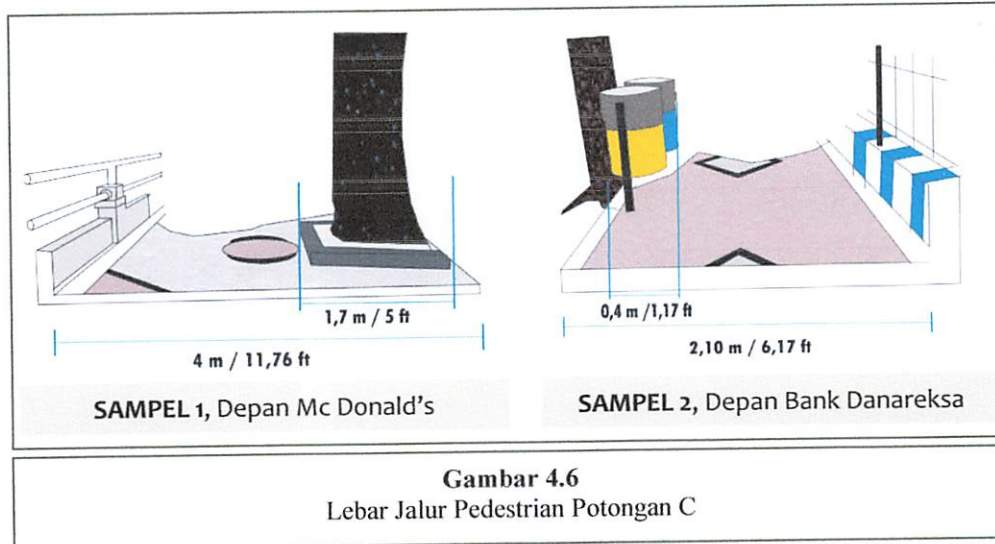 1,7 m / 5 ft
4 m / 11,76 ft
SAMPEL 1, Depan Mc Donald's
0,4 m /1,17 ft
2,10 m / 6,17 ft
SAMPEL 2, Depan Bank Danareksa
Gambar 4.6
Lebar Jalur Pedestrian Potongan C